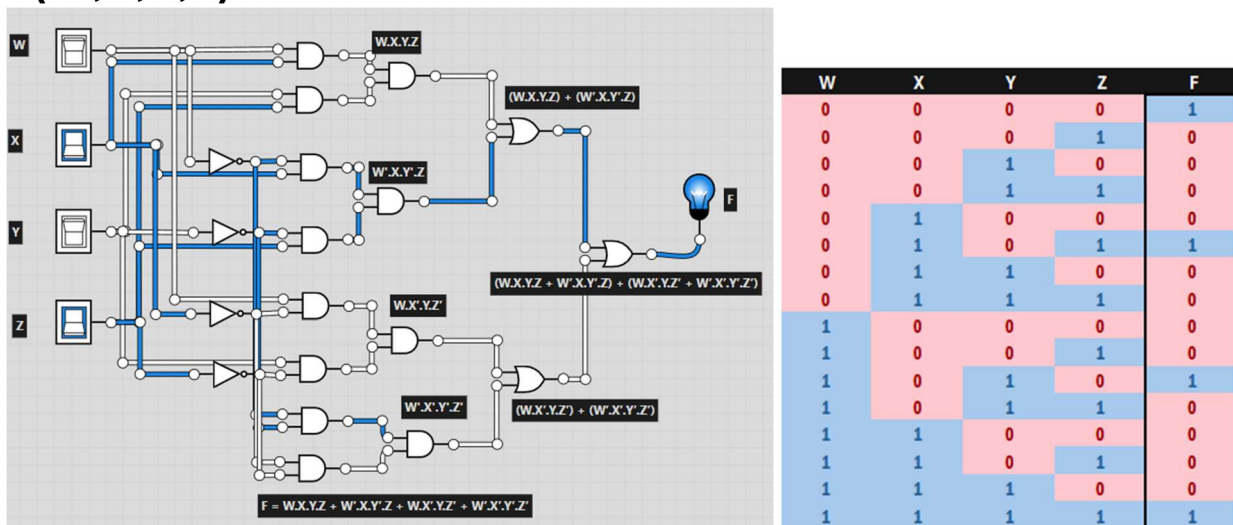 W
W.X.Y.Z
(W.X.Y.Z) + (W'.X.Y'.Z)
X
W'.X.Y'.Z
F
Y
(W.X.Y.Z + W'.X.Y'.Z) + (W.X'.Y.Z' + W'.X'.Y'.Z')
W.X'.Y.Z'
Z
W'.X'.Y'.Z'
(W.X'.Y.Z') + (W'.X'.Y'.Z')
F = W.X.Y.Z + W'.X.Y'.Z + W.X'.Y.Z' + W'.X'.Y'.Z'
W X Y Z F
0 0 0 0 1
0 0 0 1 0
0 0 1 0 0
0 0 1 1 0
0 1 0 0 0
0 1 0 1 1
0 1 1 0 0
0 1 1 1 0
1 0 0 0 0
1 0 0 1 0
1 0 1 0 1
1 0 1 1 0
1 1 0 0 0
1 1 0 1 0
1 1 1 0 0
1 1 1 1 1